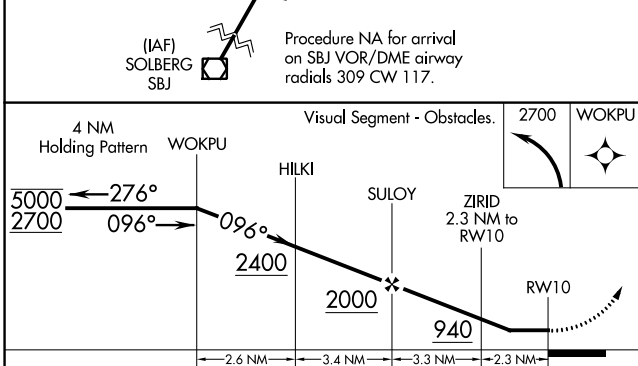 (IAF)
SOLBERG
SBJ
Procedure NA for arrival
on SBJ VOR/DME airway
radials 309 CW 117.
4 NM
Holding Pattern
WOKPU
Visual Segment - Obstacles.
2700
WOKPU
HILKI
SULOY
ZIRID
2.3 NM to
RW10
5000
2700
276°
096°
096°
2400
2000
940
RW10
2.6 NM
3.4 NM
3.3 NM
2.3 NM